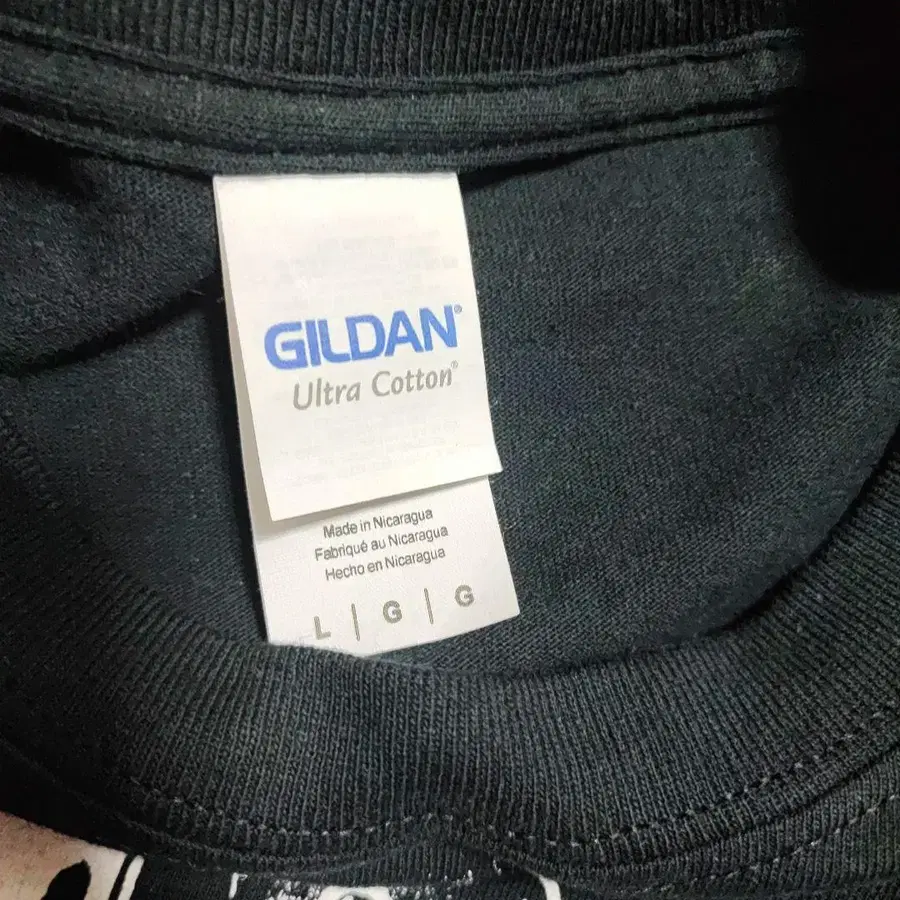 GILDAN®
Ultra Cotton®
Made in Nicaragua
Fabriqué au Nicaragua
Hecho en Nicaragua
L | G | G